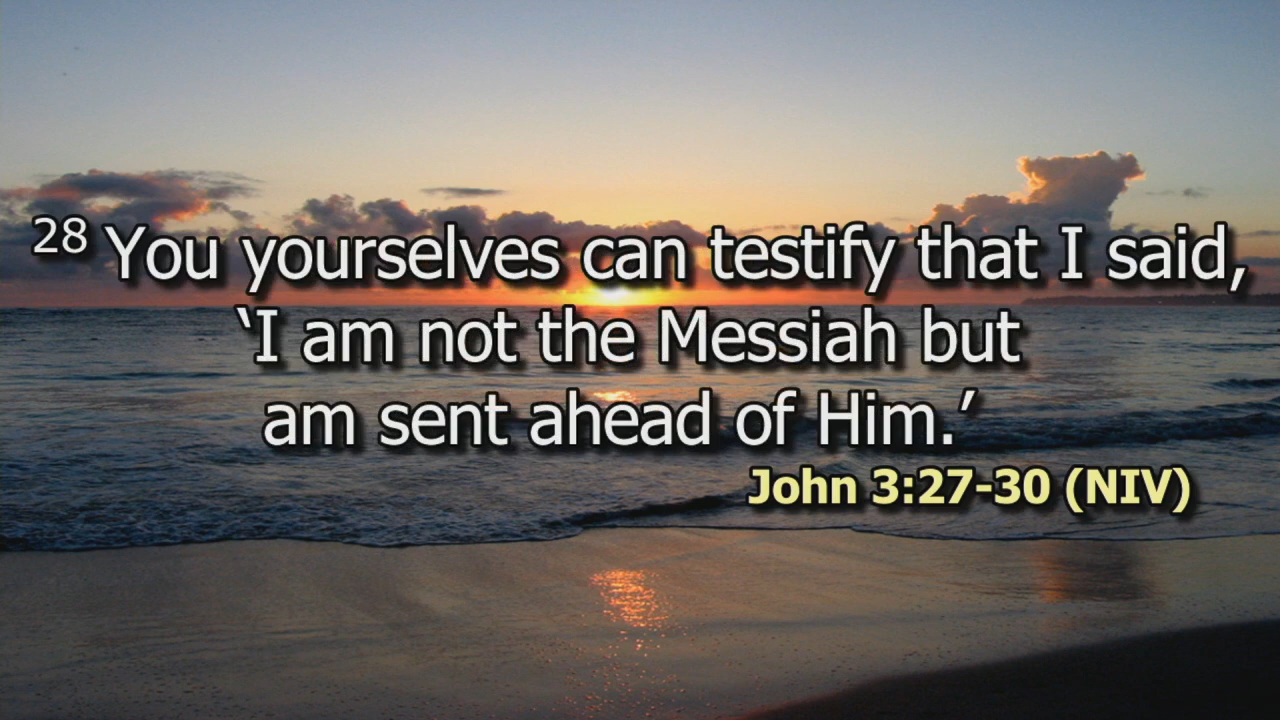 28 You yourselves can testify that I said,
‘I am not the Messiah but
am sent ahead of Him.’
John 3:27-30 (NIV)